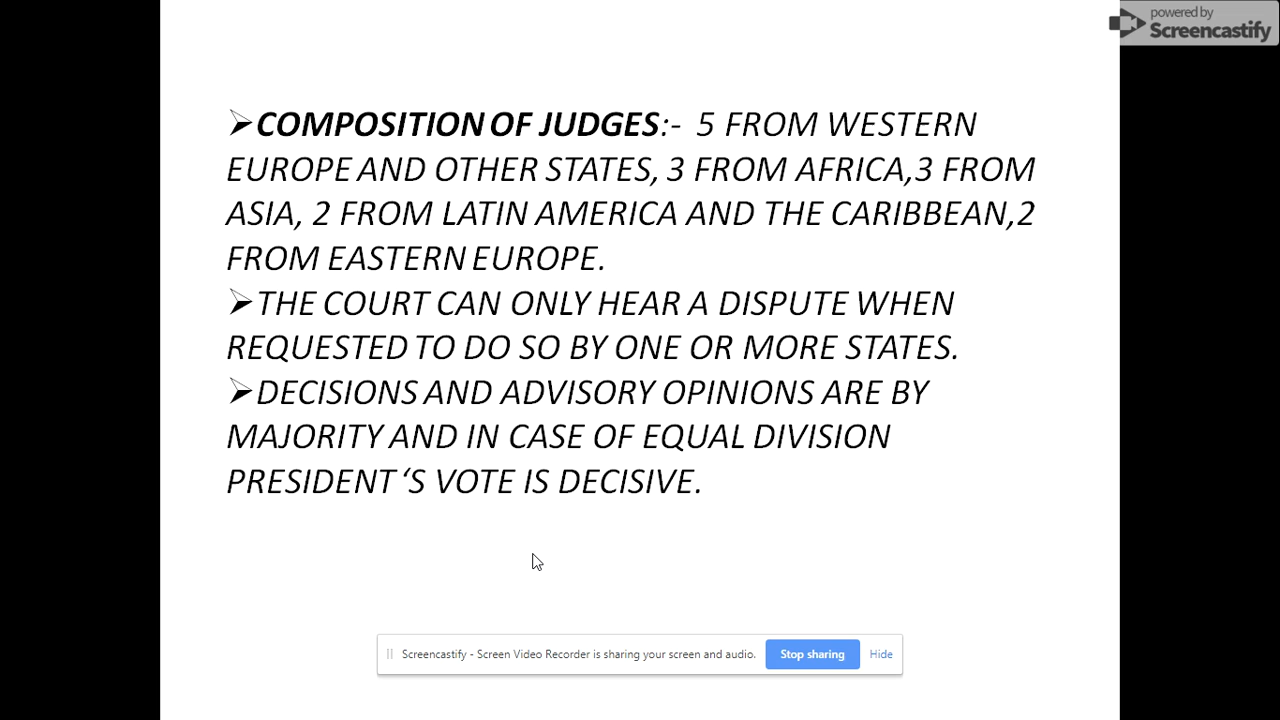 powered by
Screencastify
➢COMPOSITION OF JUDGES:- 5 FROM WESTERN
EUROPE AND OTHER STATES, 3 FROM AFRICA,3 FROM
ASIA, 2 FROM LATIN AMERICA AND THE CARIBBEAN,2
FROM EASTERN EUROPE.
➢THE COURT CAN ONLY HEAR A DISPUTE WHEN
REQUESTED TO DO SO BY ONE OR MORE STATES.
➢DECISIONS AND ADVISORY OPINIONS ARE BY
MAJORITY AND IN CASE OF EQUAL DIVISION
PRESIDENT ‘S VOTE IS DECISIVE.
Screencastify - Screen Video Recorder is sharing your screen and audio. Stop sharing Hide